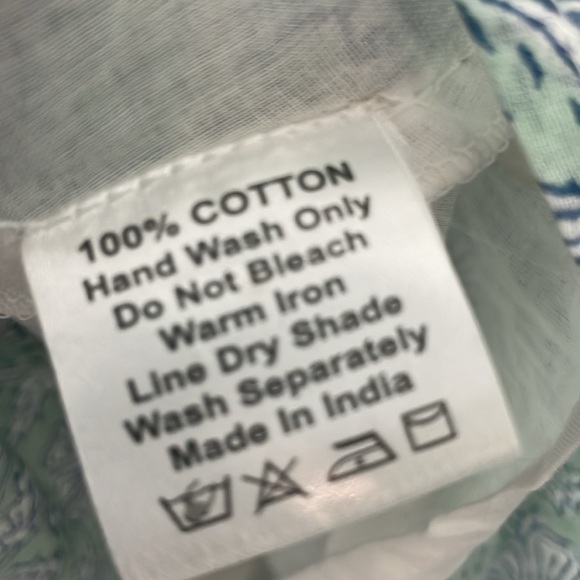 100% COTTON
Hand Wash Only
Do Not Bleach
Warm Iron
Line Dry Shade
Wash Separately
Made In India